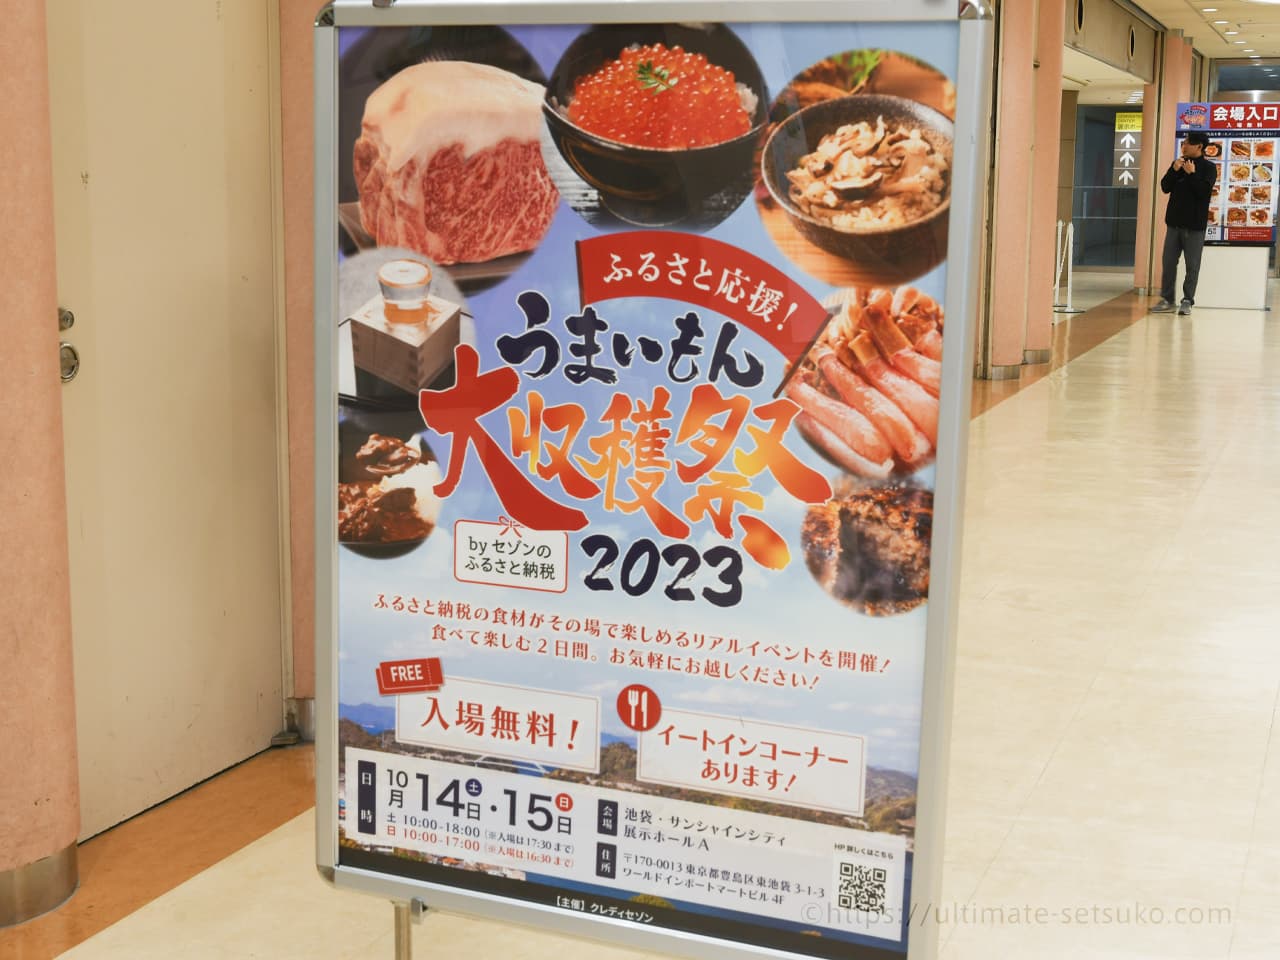 ふるさと応援!
うまいもん
大収穫祭
2023
by セゾンの
ふるさと納税
ふるさと納税の食材がその場で楽しめるリアルイベントを開催!
食べて楽しむ2日間。お気軽にお越しください!
FREE
入場無料!
イートインコーナー
あります!
日時
10月14日土・15日日
土 10:00-18:00(※入場は17:30まで)
日 10:00-17:00(※入場は16:30まで)
会場
池袋・サンシャインシティ
展示ホールA
住所
〒170-0013 東京都豊島区東池袋 3-1-3
ワールドインポートマートビル 4F
HP 詳しくはこちら
【主催】クレディセゾン
会場入口
入場無料
展示ホール
©https://ultimate-setsuko.com